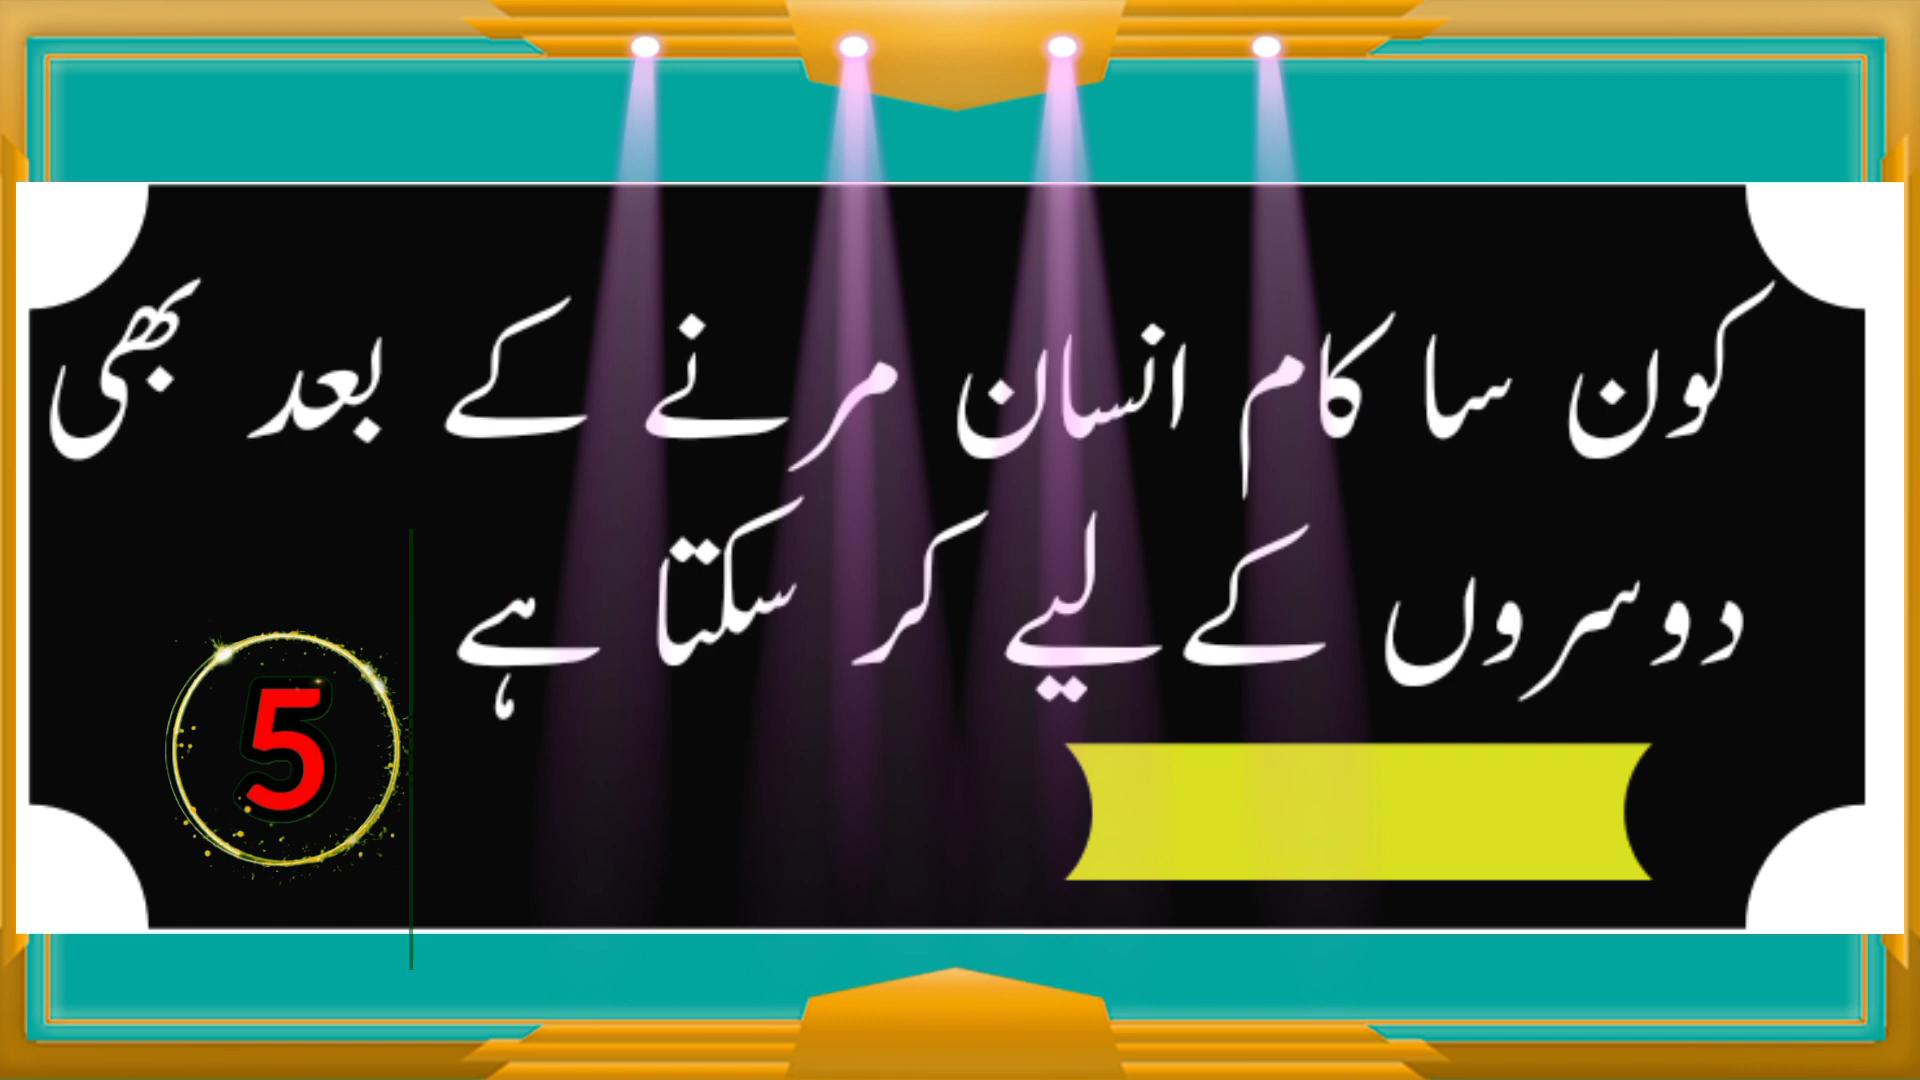 کون سا کام انسان مرنے کے بعد بھی
دوسروں کے لیے کر سکتا ہے
5